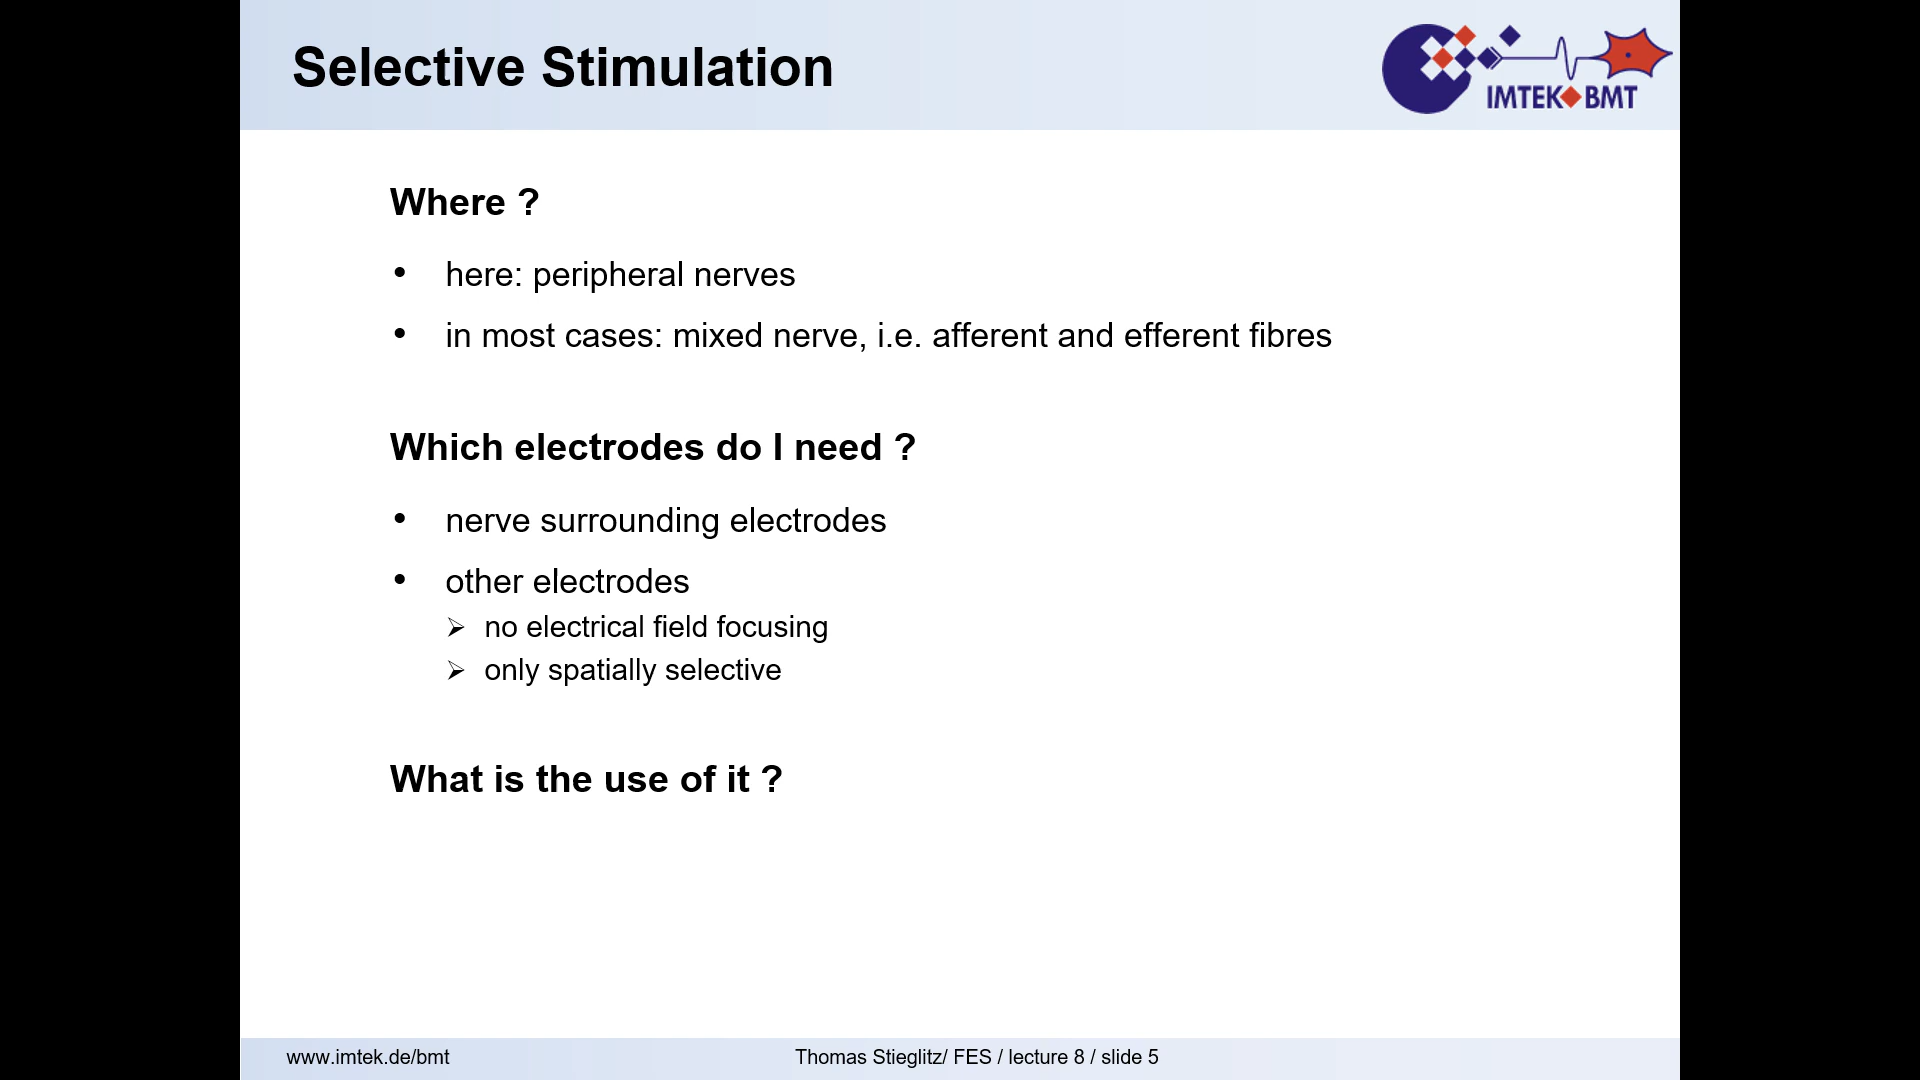 Selective Stimulation
IMTEK BMT
Where ?
• here: peripheral nerves
• in most cases: mixed nerve, i.e. afferent and efferent fibres
Which electrodes do I need ?
• nerve surrounding electrodes
• other electrodes
➢ no electrical field focusing
➢ only spatially selective
What is the use of it ?
www.imtek.de/bmt
Thomas Stieglitz/ FES / lecture 8 / slide 5